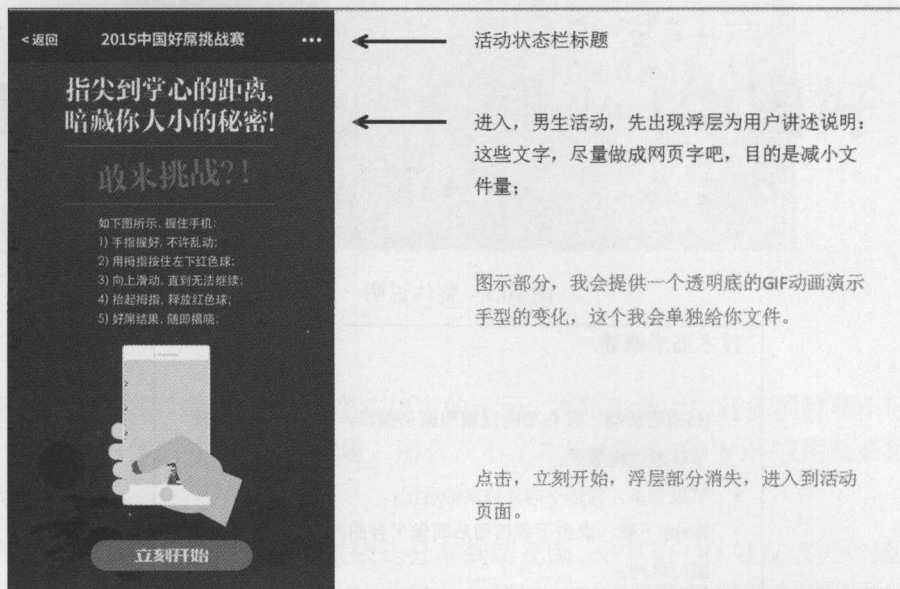 <返回 2015中国好屌挑战赛 •••
活动状态栏标题
指尖到掌心的距离,
暗藏你大小的秘密!
进入，男生活动，先出现浮层为用户讲述说明：
这些文字，尽量做成网页字吧，目的是减小文
件量；
敢来挑战?!
如下图所示, 握住手机:
1) 手指握好, 不许乱动;
2) 用拇指按住左下红色球;
3) 向上滑动, 直到无法继续;
4) 抬起拇指, 释放红色球;
5) 好屌结果, 随即揭晓;
图示部分，我会提供一个透明底的GIF动画演示
手型的变化，这个我会单独给你文件。
点击，立刻开始，浮层部分消失，进入到活动
页面。
立刻开始